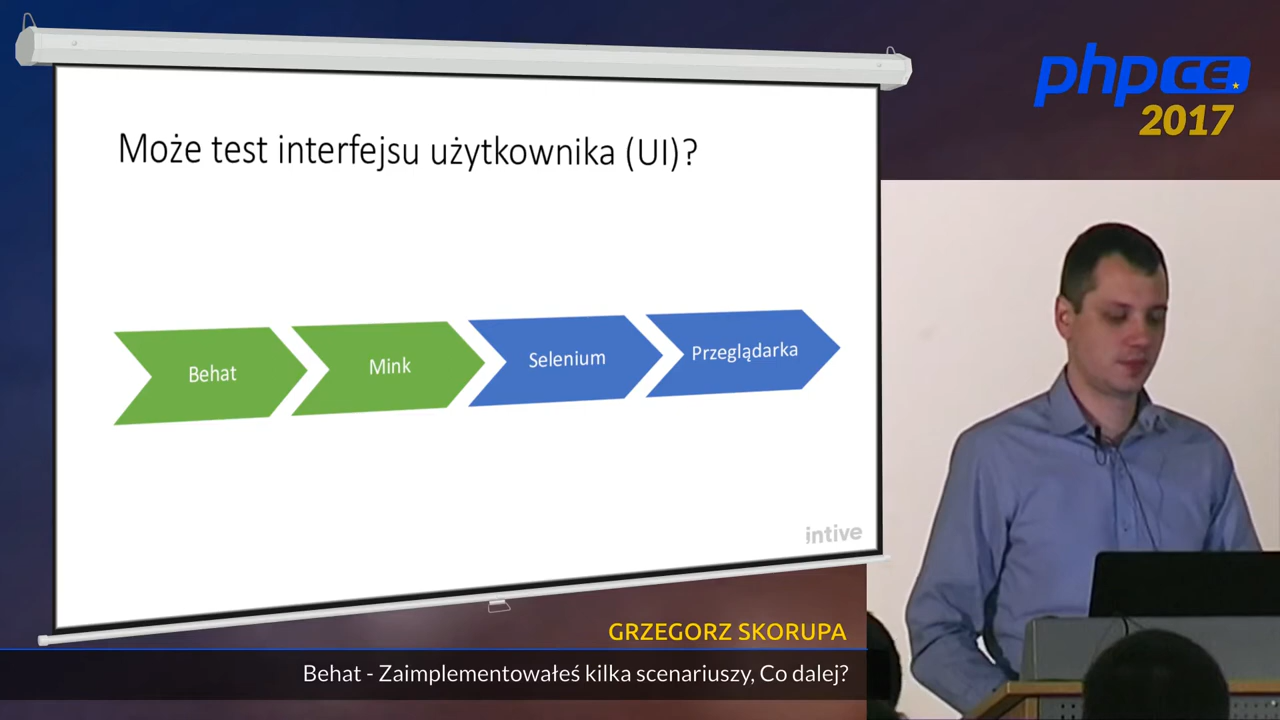 phpCE
2017
Może test interfejsu użytkownika (UI)?
Behat
Mink
Selenium
Przeglądarka
intive
GRZEGORZ SKORUPA
Behat - Zaimplementowałeś kilka scenariuszy, Co dalej?